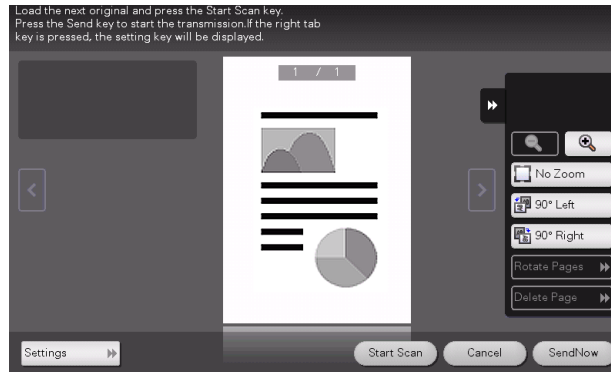 Load the next original and press the Start Scan key.
Press the Send key to start the transmission.If the right tab
key is pressed, the setting key will be displayed.
1 / 1
No Zoom
90° Left
90° Right
Rotate Pages
Delete Page
Settings
Start Scan
Cancel
SendNow